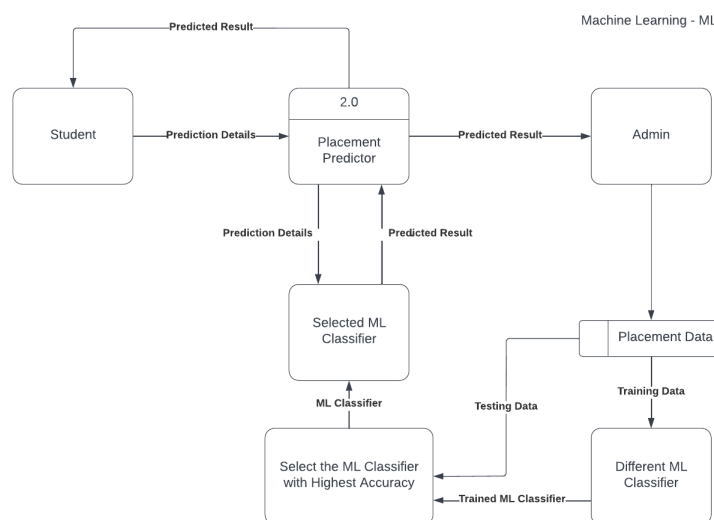 Machine Learning - ML
Predicted Result
2.0
Student
Prediction Details
Placement
Predictor
Predicted Result
Admin
Prediction Details
Predicted Result
Selected ML
Classifier
Placement Data
ML Classifier
Testing Data
Training Data
Select the ML Classifier
with Highest Accuracy
Trained ML Classifier
Different ML
Classifier